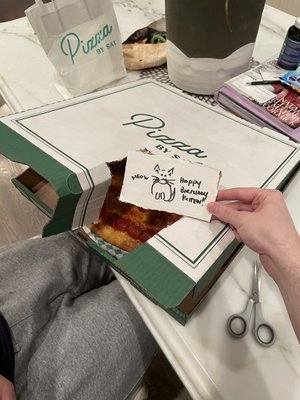 Pizza
BY SAL
Pizza
BY SAL
meow
Happy
Birthday
Kitten!